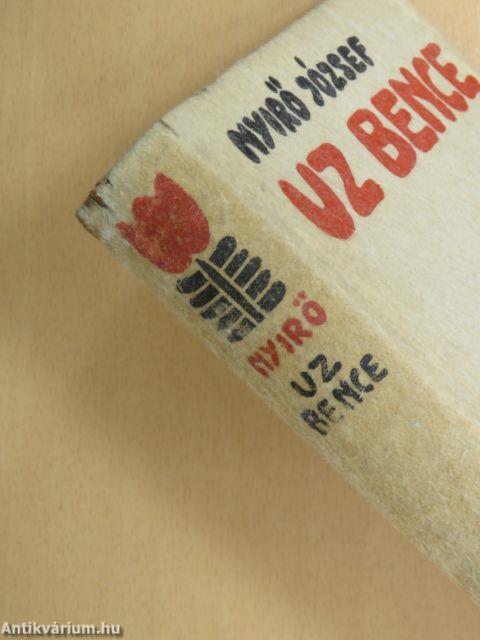 NYIRŐ JÓZSEF
UZ BENCE
NYIRŐ
UZ
BENCE
Antikvárium.hu